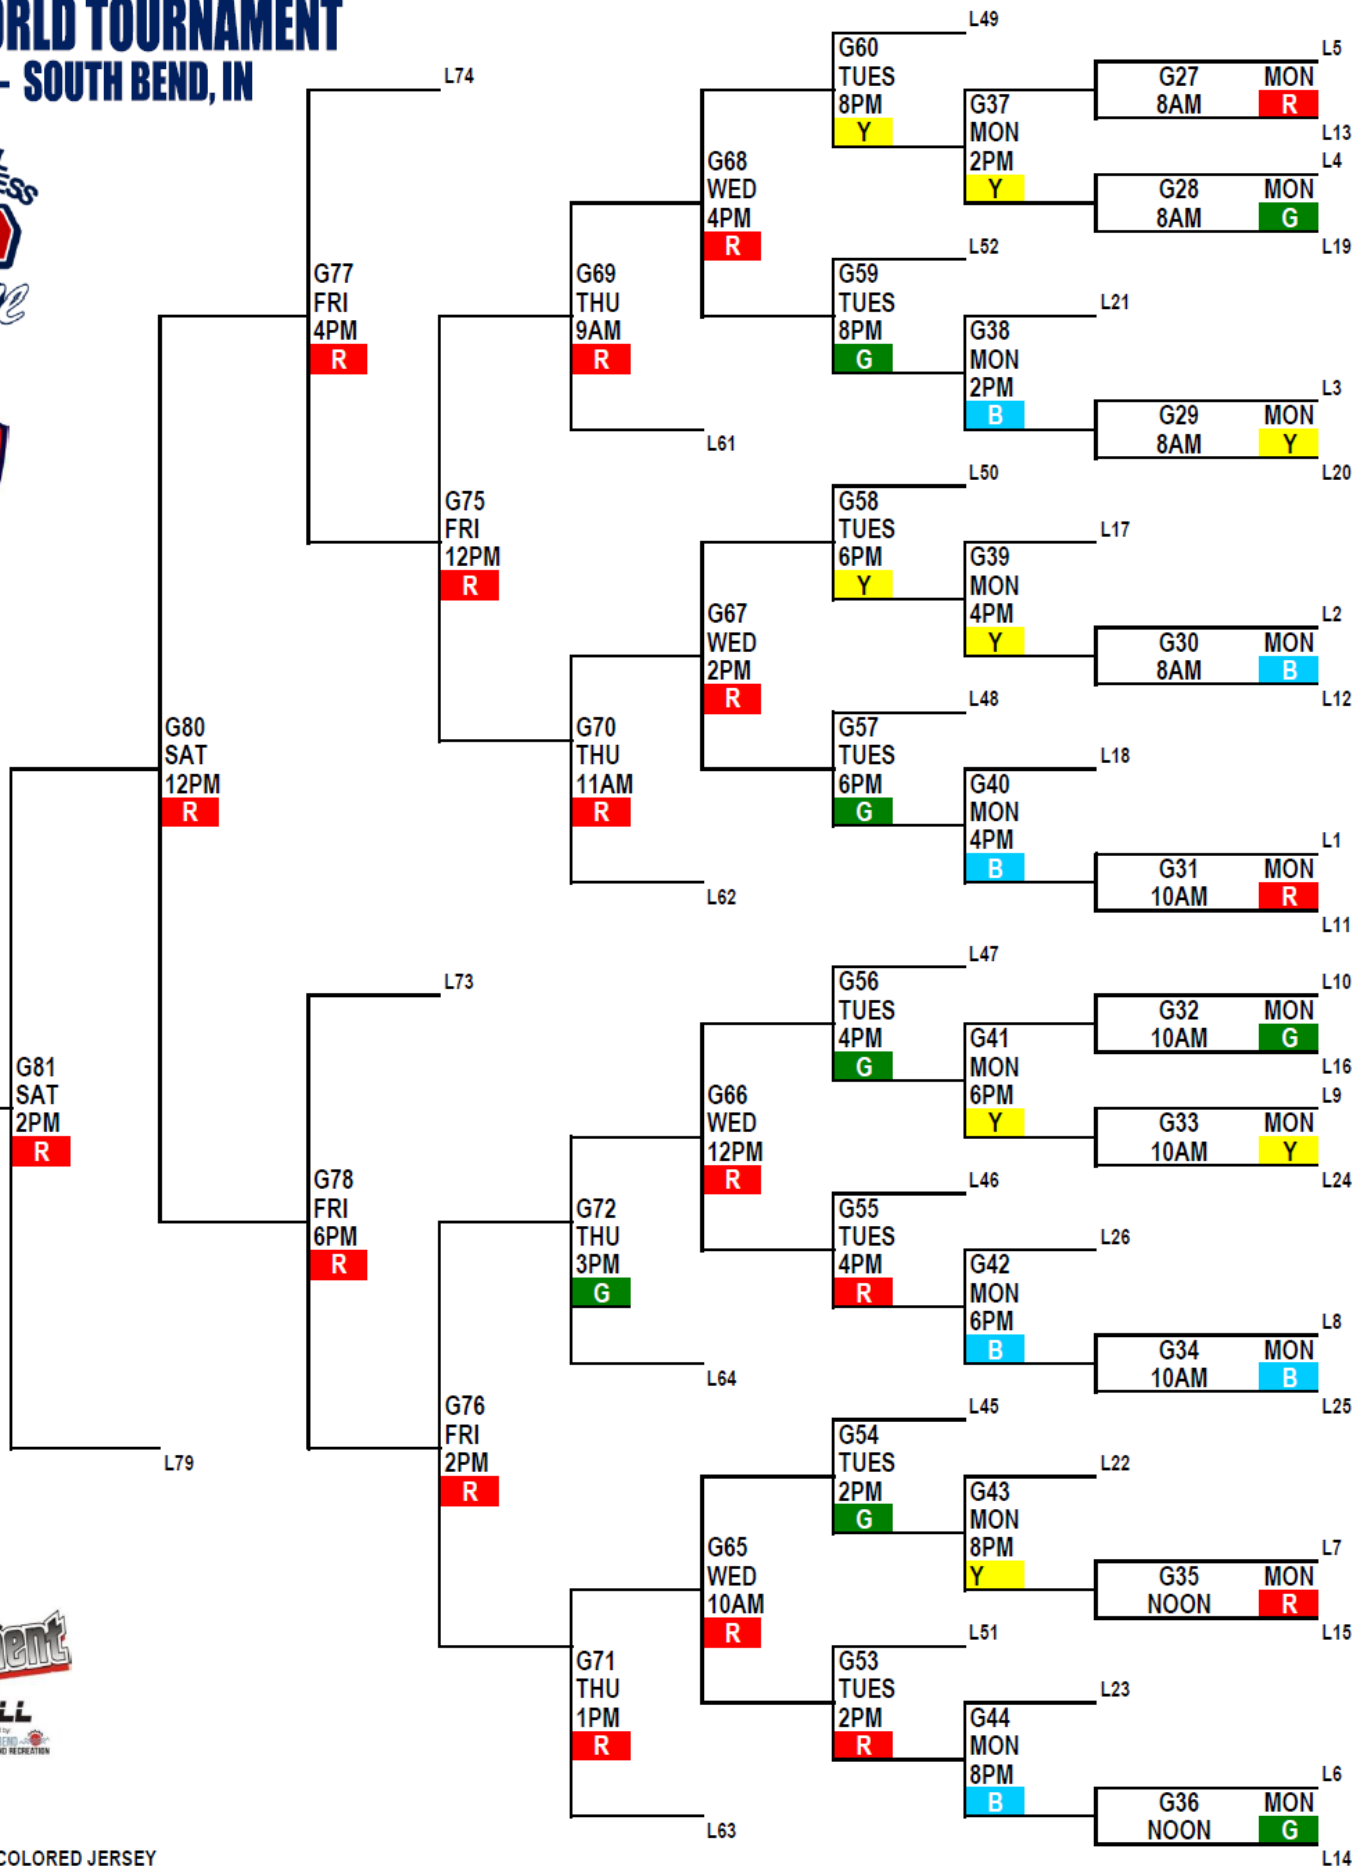 ORLD TOURNAMENT
- SOUTH BEND, IN
L74
G77
FRI
4PM
R
G80
SAT
12PM
R
G81
SAT
2PM
R
L79
L73
G78
FRI
6PM
R
G75
FRI
12PM
R
G76
FRI
2PM
R
G69
THU
9AM
R
L61
G70
THU
11AM
R
L62
G72
THU
3PM
G
L64
G71
THU
1PM
R
L63
G68
WED
4PM
R
G67
WED
2PM
R
G66
WED
12PM
R
G65
WED
10AM
R
L49
G60
TUES
8PM
Y
L52
G59
TUES
8PM
G
L50
G58
TUES
6PM
Y
L48
G57
TUES
6PM
G
L47
G56
TUES
4PM
G
L46
G55
TUES
4PM
R
L45
G54
TUES
2PM
G
L51
G53
TUES
2PM
R
G37
MON
2PM
Y
L21
G38
MON
2PM
B
L17
G39
MON
4PM
Y
L18
G40
MON
4PM
B
G41
MON
6PM
Y
L26
G42
MON
6PM
B
L22
G43
MON
8PM
Y
L23
G44
MON
8PM
B
L5
G27 MON
8AM R
L13
L4
G28 MON
8AM G
L19
L3
G29 MON
8AM Y
L20
L2
G30 MON
8AM B
L12
L1
G31 MON
10AM R
L11
L10
G32 MON
10AM G
L16
L9
G33 MON
10AM Y
L24
L8
G34 MON
10AM B
L25
L7
G35 MON
NOON R
L15
L6
G36 MON
NOON G
L14
COLORED JERSEY